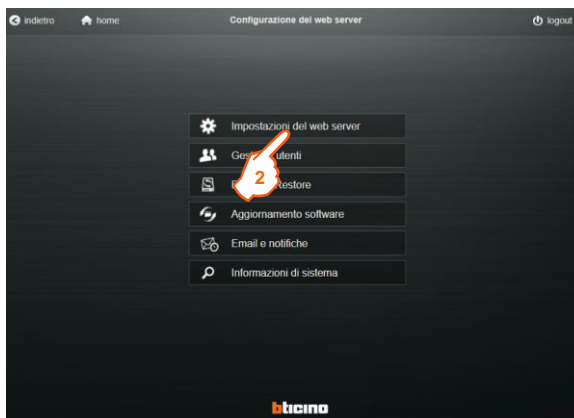 indietro
home
Configurazione del web server
logout
Impostazioni del web server
utenti
2
Restore
Aggiornamento software
Email e notifiche
Informazioni di sistema
bticino